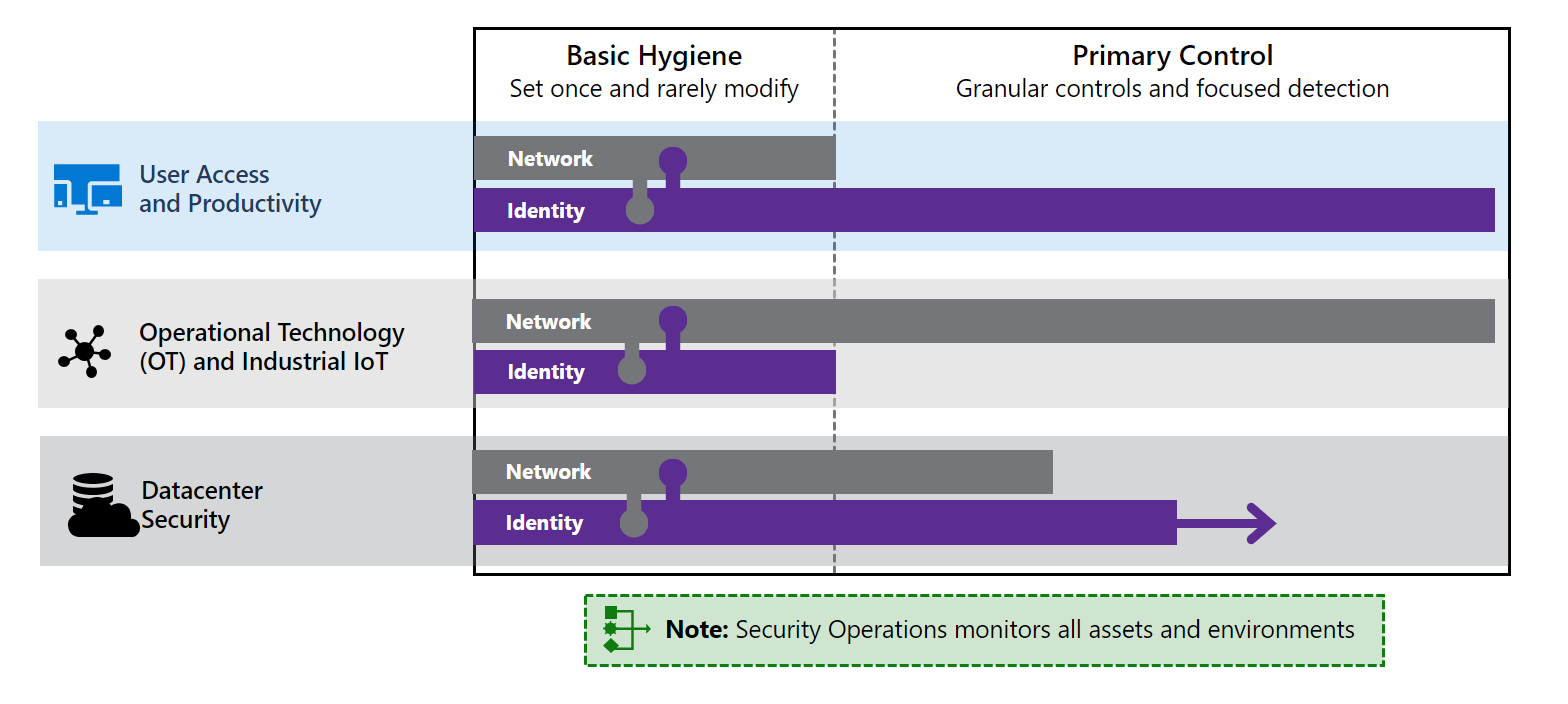 Basic Hygiene
Set once and rarely modify
Primary Control
Granular controls and focused detection
User Access
and Productivity
Network
Identity
Operational Technology
(OT) and Industrial IoT
Network
Identity
Datacenter
Security
Network
Identity
Note: Security Operations monitors all assets and environments